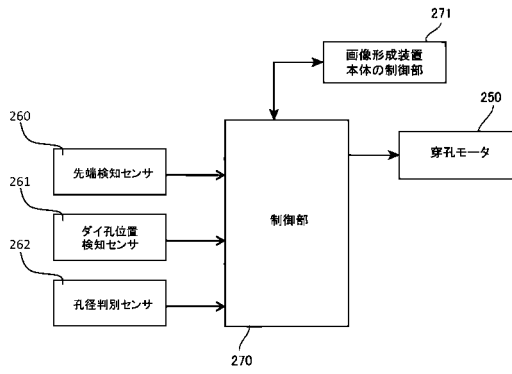 271
画像形成装置
本体の制御部
250
穿孔モータ
260
先端検知センサ
261
ダイ孔位置
検知センサ
262
孔径判別センサ
制御部
270